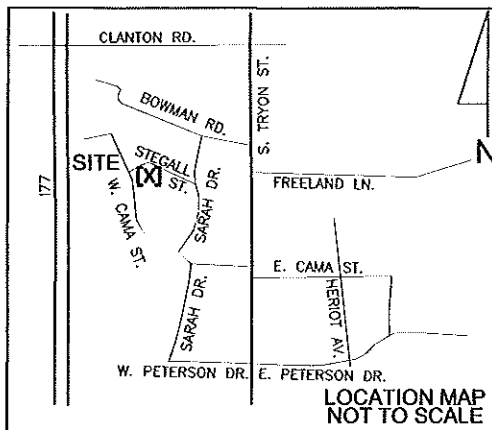 CLANTON RD.
BOWMAN RD.
S. TRYON ST.
STEGALL ST.
SITE
[X]
N
177
W. CAMA ST.
SARAH DR.
FREELAND LN.
E. CAMA ST.
SARAH DR.
HERIOT AV.
W. PETERSON DR.
E. PETERSON DR.
LOCATION MAP
NOT TO SCALE